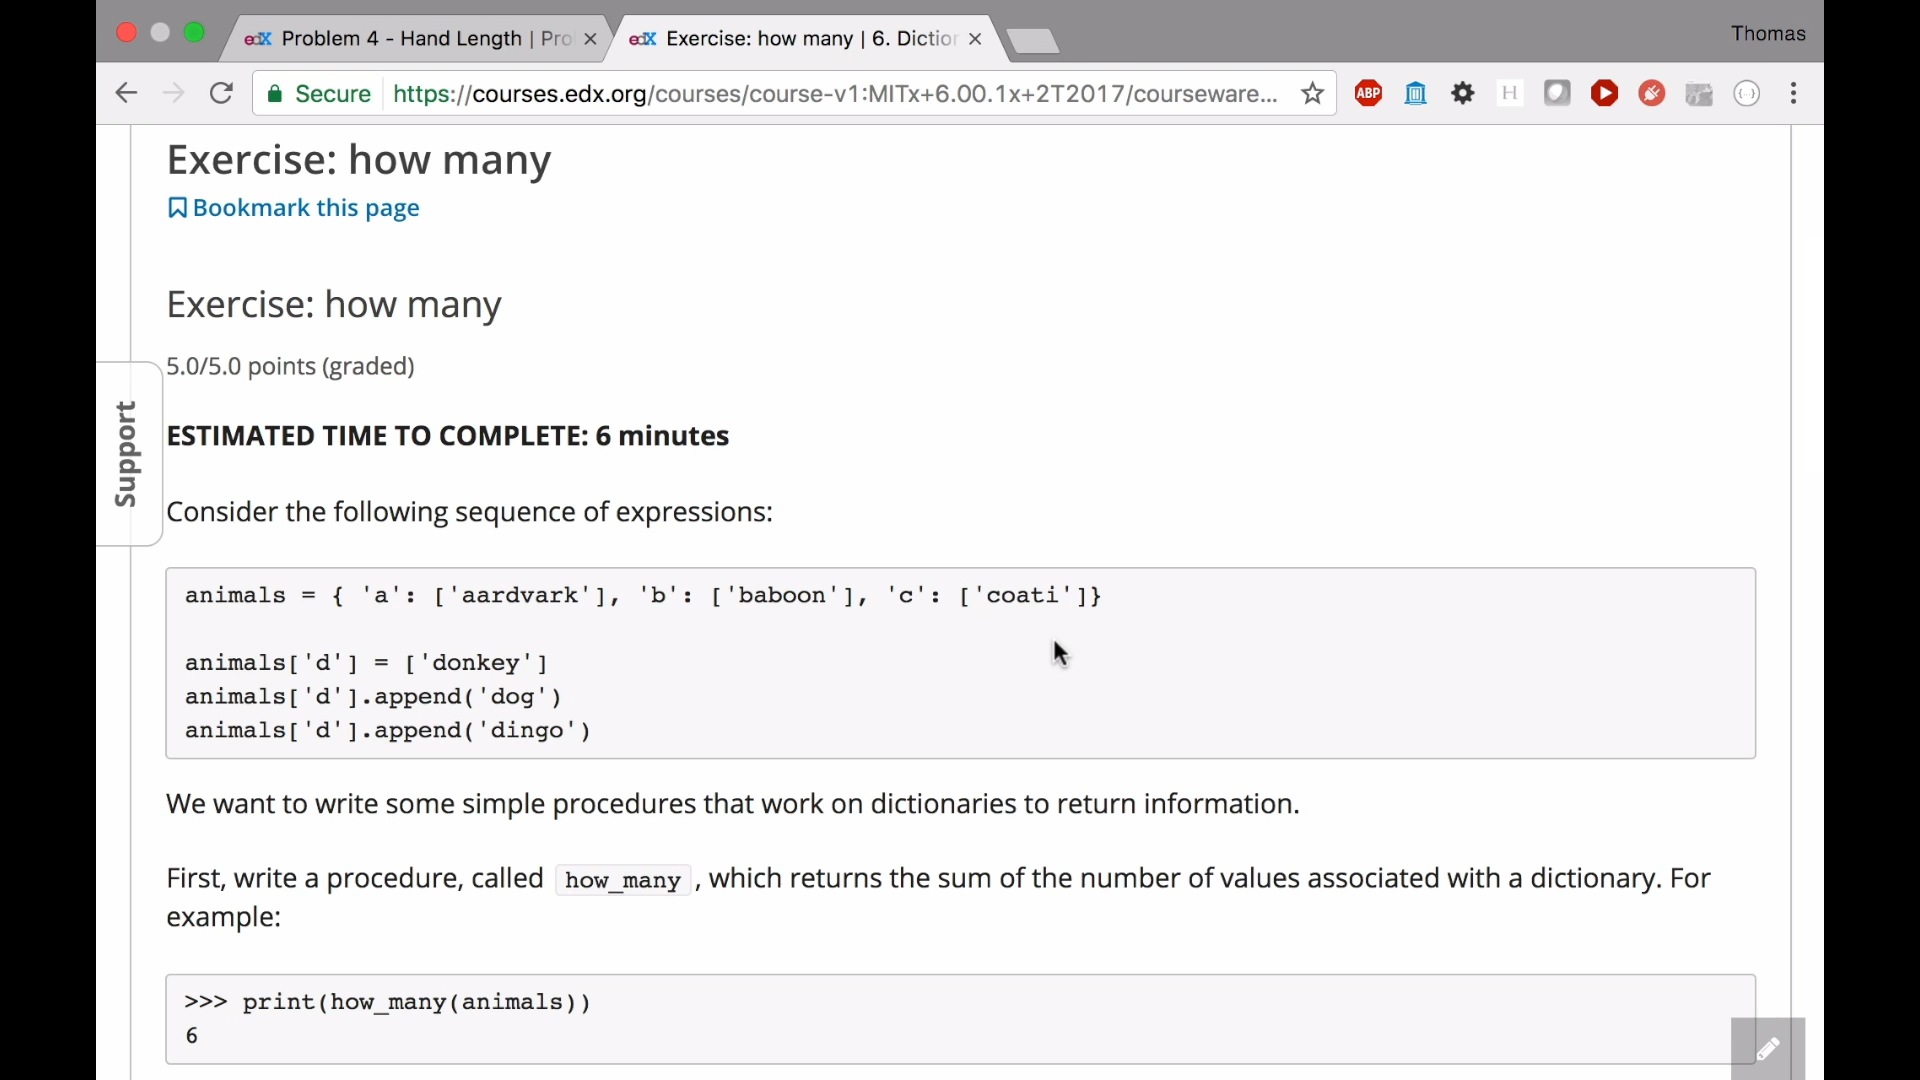 edX Problem 4 - Hand Length | Pro
edX Exercise: how many | 6. Diction
Thomas
Secure https://courses.edx.org/courses/course-v1:MITx+6.00.1x+2T2017/courseware...
ABP
H
Exercise: how many
Bookmark this page
Exercise: how many
5.0/5.0 points (graded)
Support
ESTIMATED TIME TO COMPLETE: 6 minutes
Consider the following sequence of expressions:
animals = { 'a': ['aardvark'], 'b': ['baboon'], 'c': ['coati']}
animals['d'] = ['donkey']
animals['d'].append('dog')
animals['d'].append('dingo')
We want to write some simple procedures that work on dictionaries to return information.
First, write a procedure, called how_many , which returns the sum of the number of values associated with a dictionary. For
example:
>>> print(how_many(animals))
6